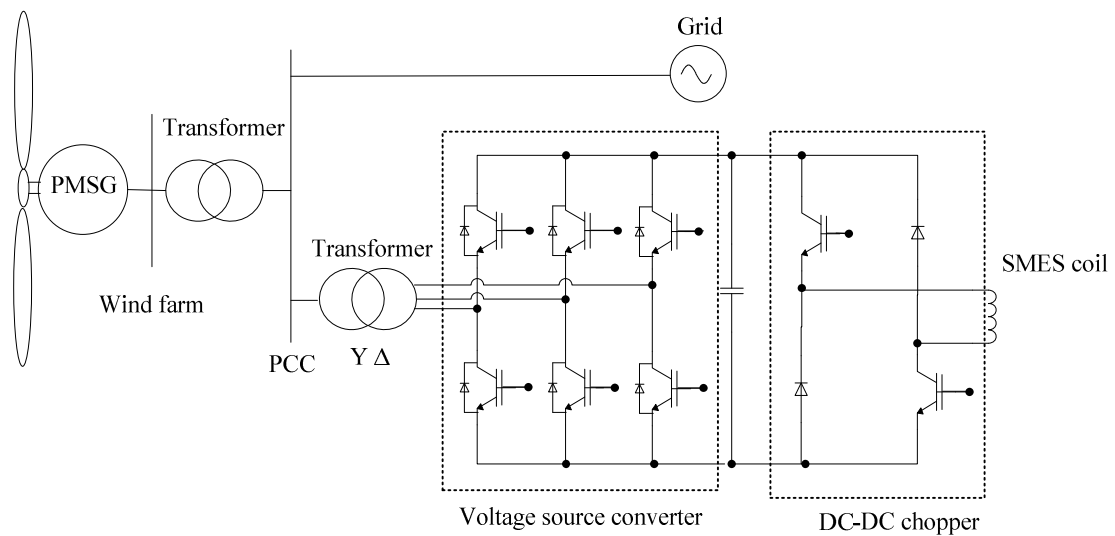 Grid
Transformer
PMSG
Transformer
SMES coil
Wind farm
PCC
Y Δ
Voltage source converter
DC-DC chopper